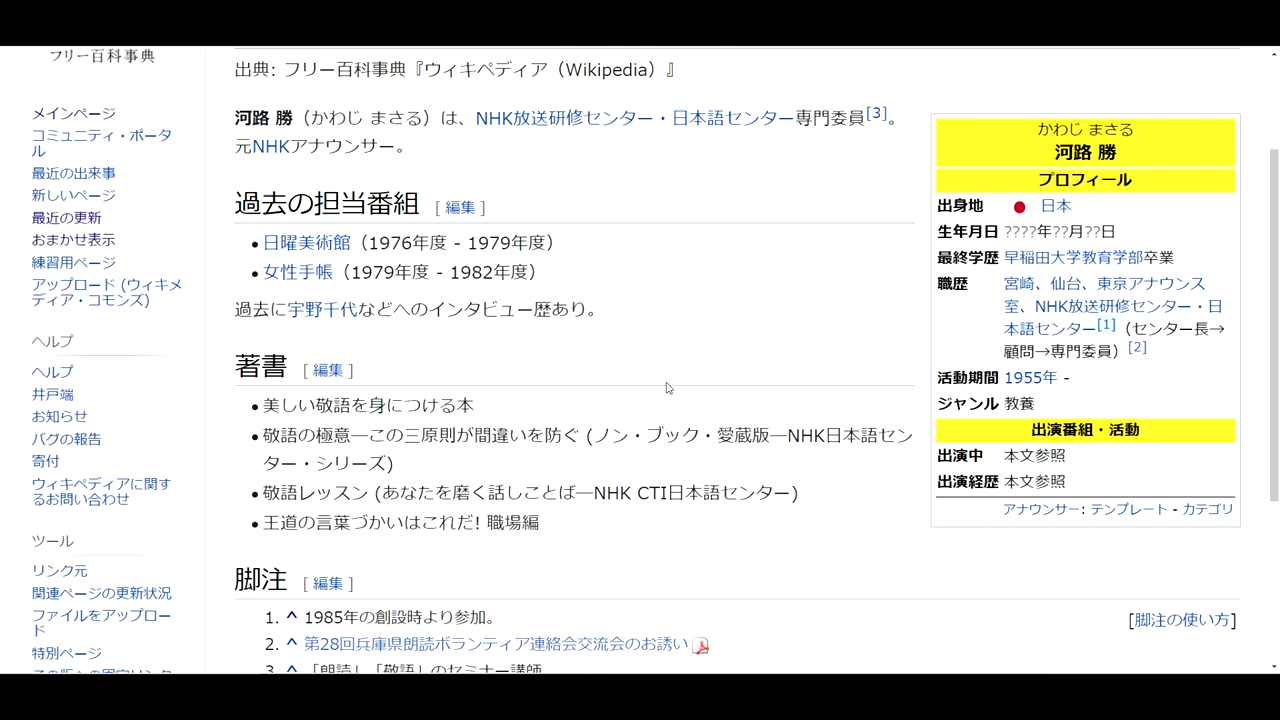 フリー百科事典
メインページ
コミュニティ・ポータ
ル
最近の出来事
新しいページ
最近の更新
おまかせ表示
練習用ページ
アップロード (ウィキメ
ディア・コモンズ)
ヘルプ
ヘルプ
井戸端
お知らせ
バグの報告
寄付
ウィキペディアに関す
るお問い合わせ
ツール
リンク元
関連ページの更新状況
ファイルをアップロー
ド
特別ページ
出典: フリー百科事典『ウィキペディア（Wikipedia）』
河路 勝（かわじ まさる）は、NHK放送研修センター・日本語センター専門委員[3]。
元NHKアナウンサー。
過去の担当番組 [ 編集 ]
• 日曜美術館（1976年度 - 1979年度）
• 女性手帳（1979年度 - 1982年度）
過去に宇野千代などへのインタビュー歴あり。
著書 [ 編集 ]
• 美しい敬語を身につける本
• 敬語の極意―この三原則が間違いを防ぐ (ノン・ブック・愛蔵版―NHK日本語セン
ター・シリーズ)
• 敬語レッスン (あなたを磨く話しことば―NHK CTI日本語センター)
• 王道の言葉づかいはこれだ! 職場編
脚注 [ 編集 ]
1. ^ 1985年の創設時より参加。
2. ^ 第28回兵庫県朗読ボランティア連絡会交流会のお誘い
3. ^ 「朗読」「敬語」のセミナー講師
[脚注の使い方]
かわじ まさる
河路 勝
プロフィール
出身地 日本
生年月日 ????年??月??日
最終学歴 早稲田大学教育学部卒業
職歴 宮崎、仙台、東京アナウンス
室、NHK放送研修センター・日
本語センター[1]（センター長→
顧問→専門委員）[2]
活動期間 1955年 -
ジャンル 教養
出演番組・活動
出演中 本文参照
出演経歴 本文参照
アナウンサー: テンプレート - カテゴリ